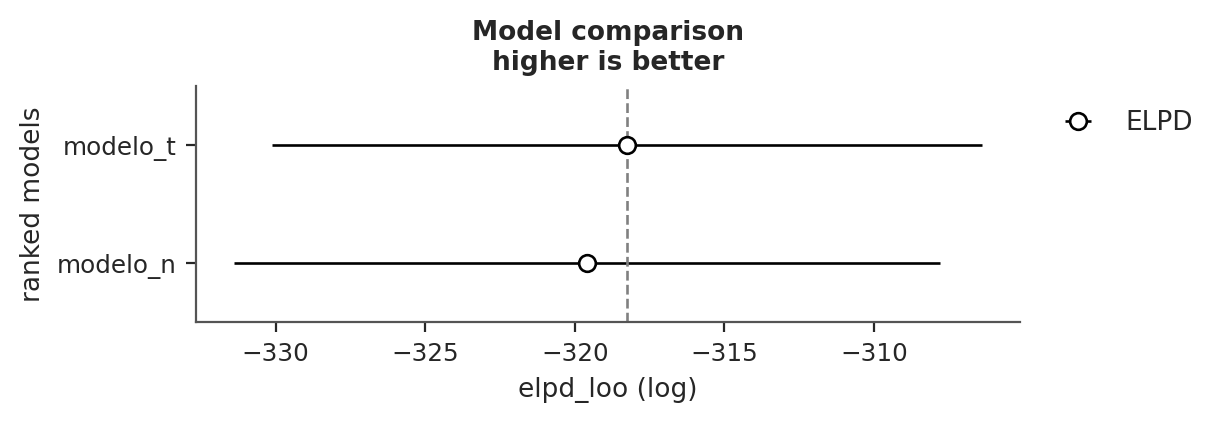 Model comparison
higher is better
ranked models
modelo_t
modelo_n
ELPD
−330
−325
−320
−315
−310
elpd_loo (log)